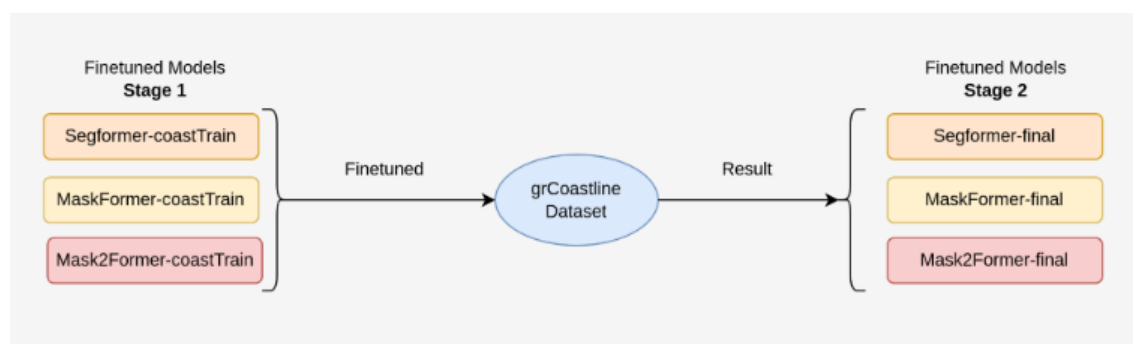 Finetuned Models
Stage 1
Segformer-coastTrain
MaskFormer-coastTrain
Mask2Former-coastTrain
Finetuned
grCoastline
Dataset
Result
Finetuned Models
Stage 2
Segformer-final
MaskFormer-final
Mask2Former-final